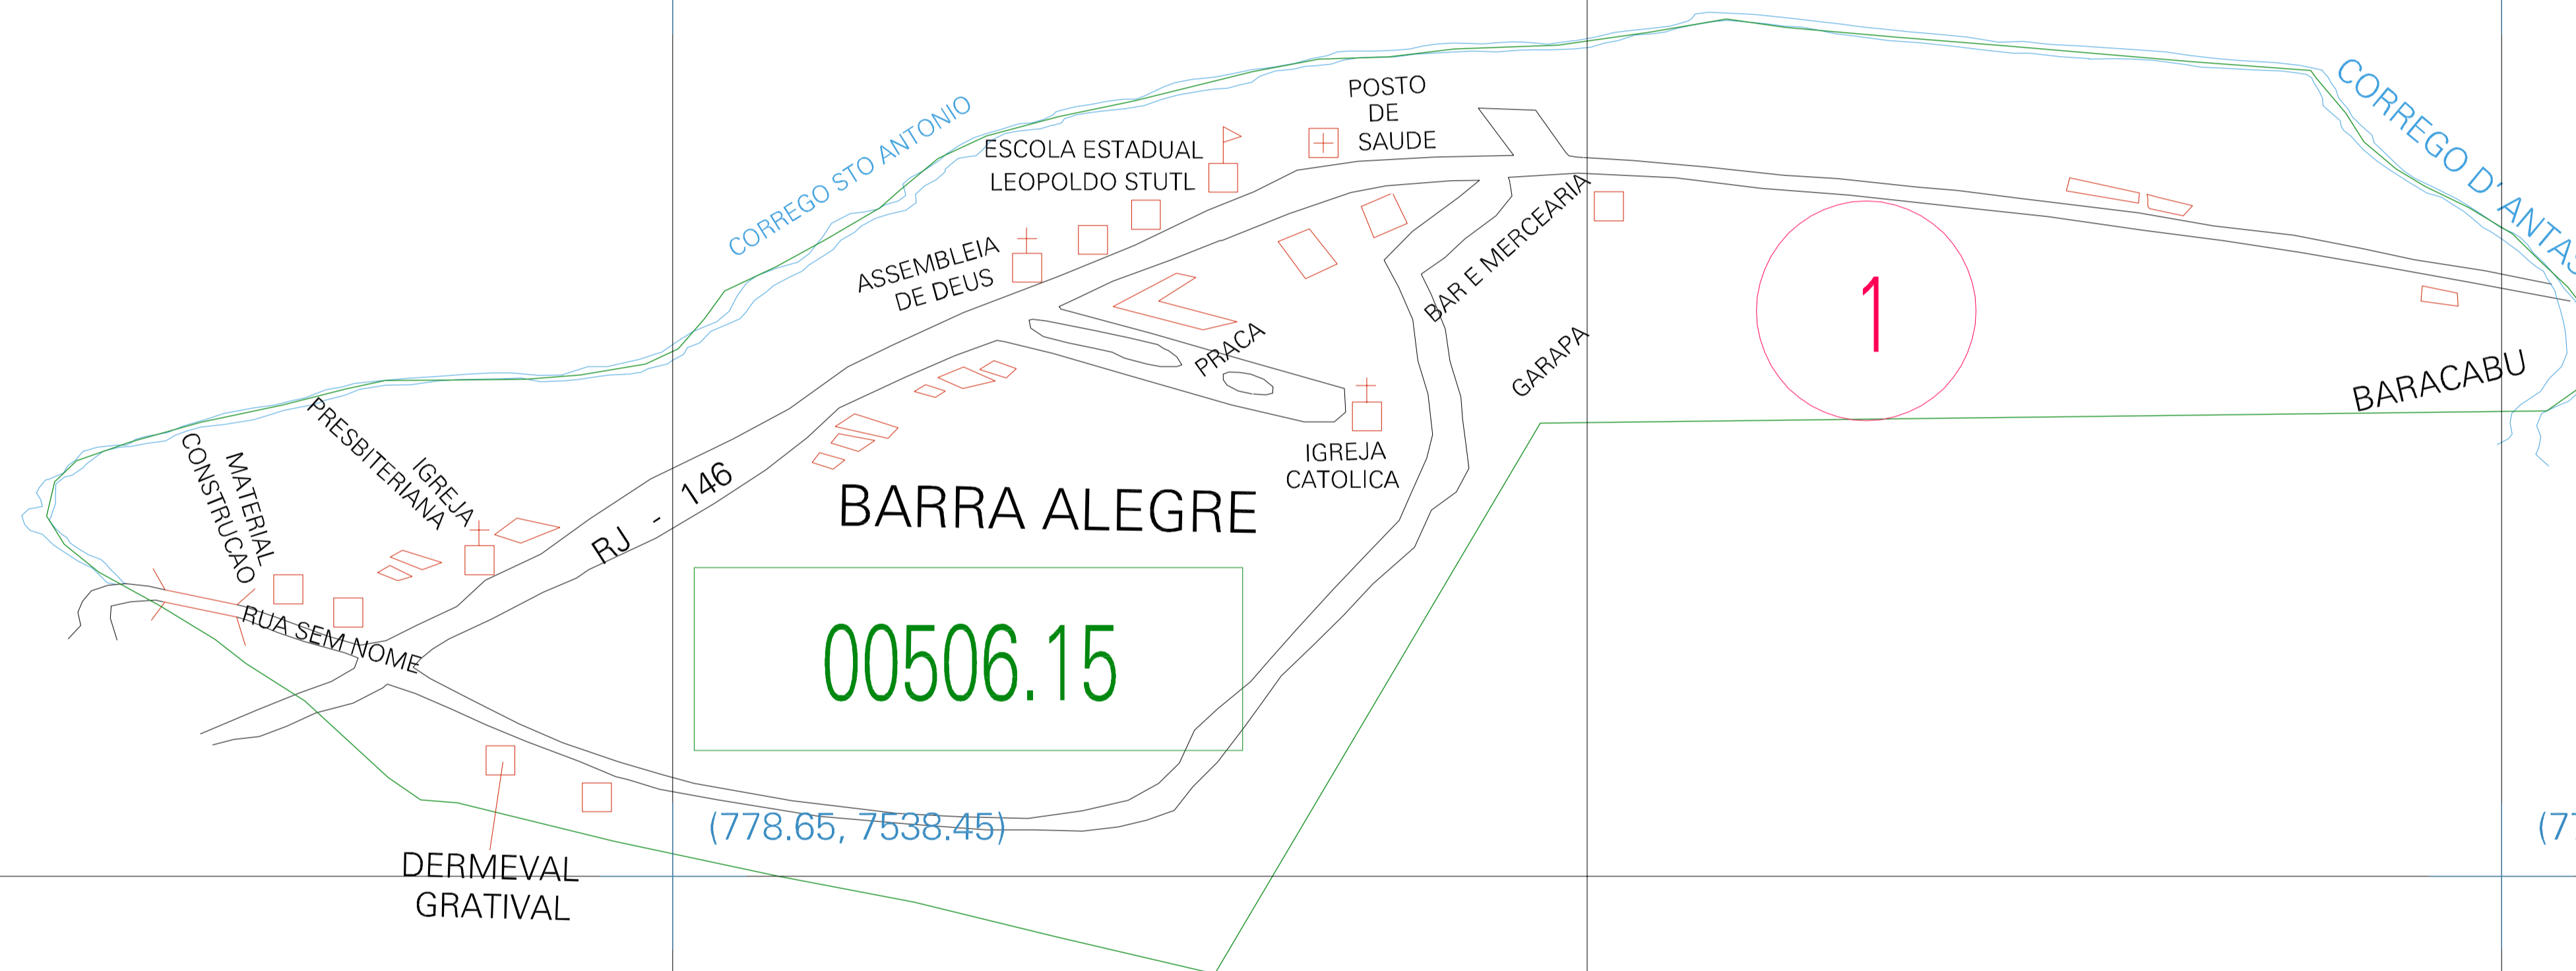 CORREGO STO ANTONIO
ESCOLA ESTADUAL
LEOPOLDO STUTL
POSTO
DE
SAUDE
CORREGO D'ANTAS
ASSEMBLEIA
DE DEUS
BAR E MERCEARIA
GARAPA
1
PRACA
BARACABU
IGREJA
CATOLICA
IGREJA
PRESBITERIANA
MATERIAL
CONSTRUCAO
RJ - 146
BARRA ALEGRE
00506.15
RUA SEM NOME
(778.65, 7538.45)
(77
DERMEVAL
GRATIVAL